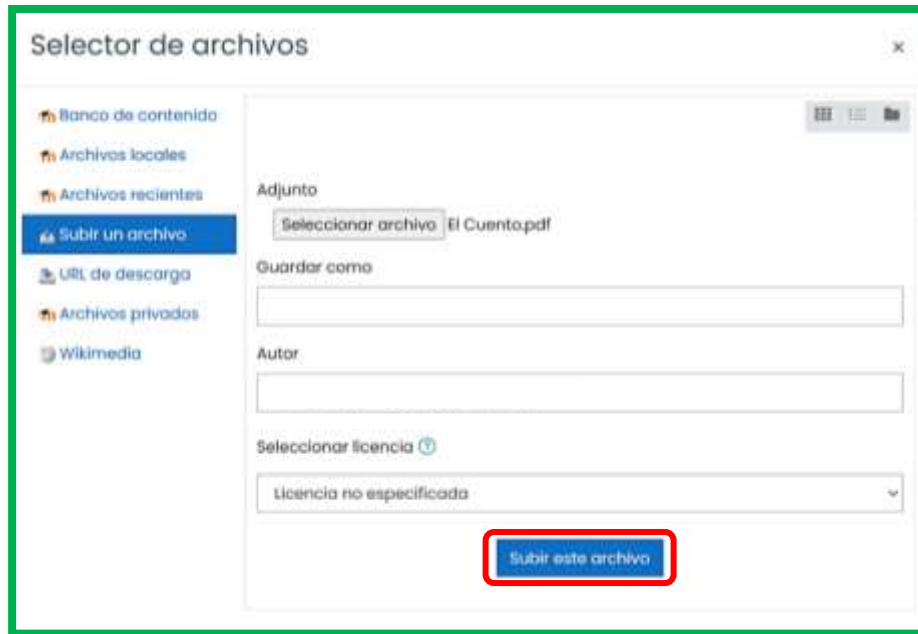 Selector de archivos
×
Banco de contenido
Archivos locales
Archivos recientes
Subir un archivo
URL de descarga
Archivos privados
Wikimedia
Adjunto
Seleccionar archivo El Cuento.pdf
Guardar como
Autor
Seleccionar licencia ?
Licencia no especificada
Subir este archivo